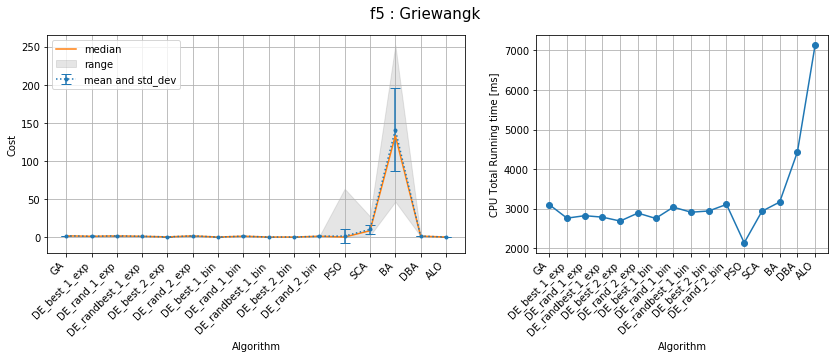 f5 : Griewangk
median
range
mean and std_dev
Cost
250
200
150
100
50
0
GA
DE_best_1_exp
DE_rand_1_exp
DE_randbest_1_exp
DE_best_2_exp
DE_rand_2_exp
DE_best_1_bin
DE_rand_1_bin
DE_randbest_1_bin
DE_best_2_bin
DE_rand_2_bin
PSO
SCA
BA
DBA
ALO
Algorithm
CPU Total Running time [ms]
7000
6000
5000
4000
3000
2000
GA
DE_best_1_exp
DE_rand_1_exp
DE_randbest_1_exp
DE_best_2_exp
DE_rand_2_exp
DE_best_1_bin
DE_rand_1_bin
DE_randbest_1_bin
DE_best_2_bin
DE_rand_2_bin
PSO
SCA
BA
DBA
ALO
Algorithm